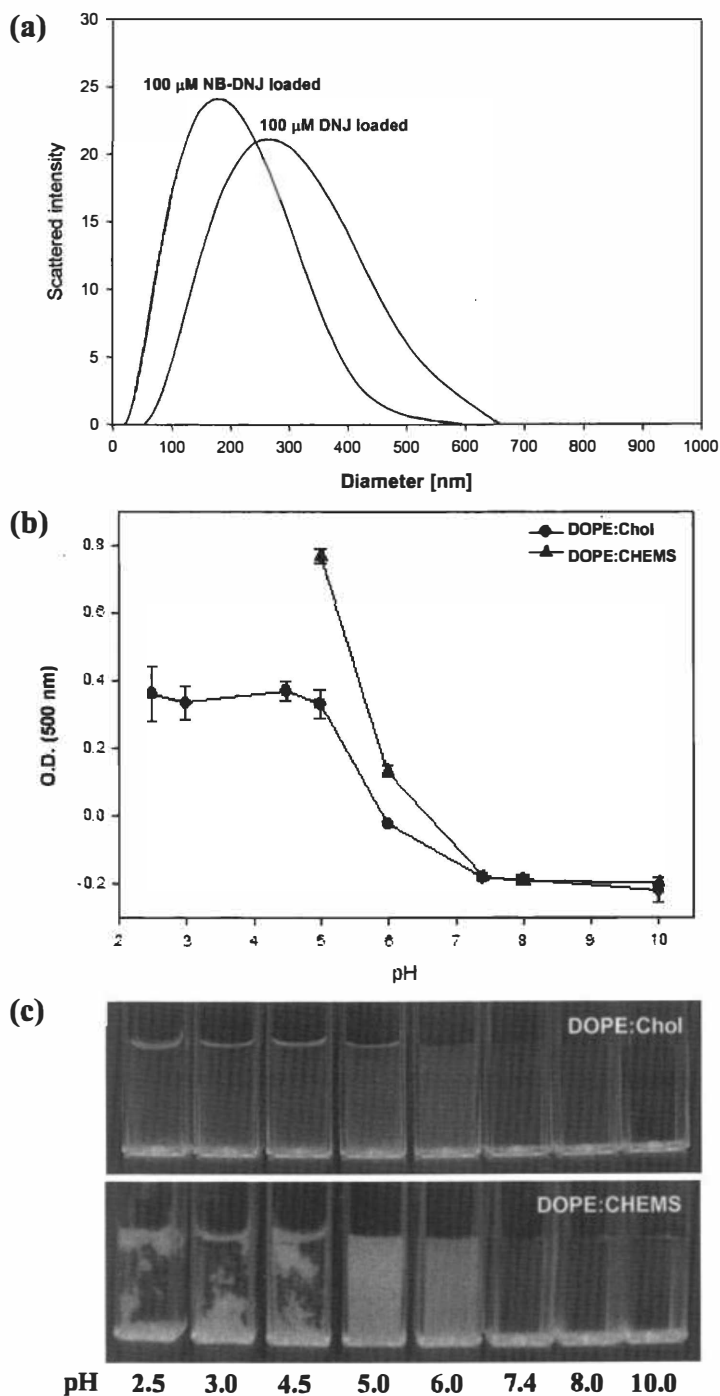 (a)
30
25
20
15
10
5
0
Scattered intensity
100 μM NB-DNJ loaded
100 μM DNJ loaded
0 100 200 300 400 500 600 700 800 900 1000
Diameter [nm]
(b)
DOPE:Chol
DOPE:CHEMS
0.8
0.6
0.4
0.2
0.0
-0.2
O.D. (500 nm)
2 3 4 5 6 7 8 9 10
pH
(c)
DOPE:Chol
DOPE:CHEMS
pH 2.5 3.0 4.5 5.0 6.0 7.4 8.0 10.0